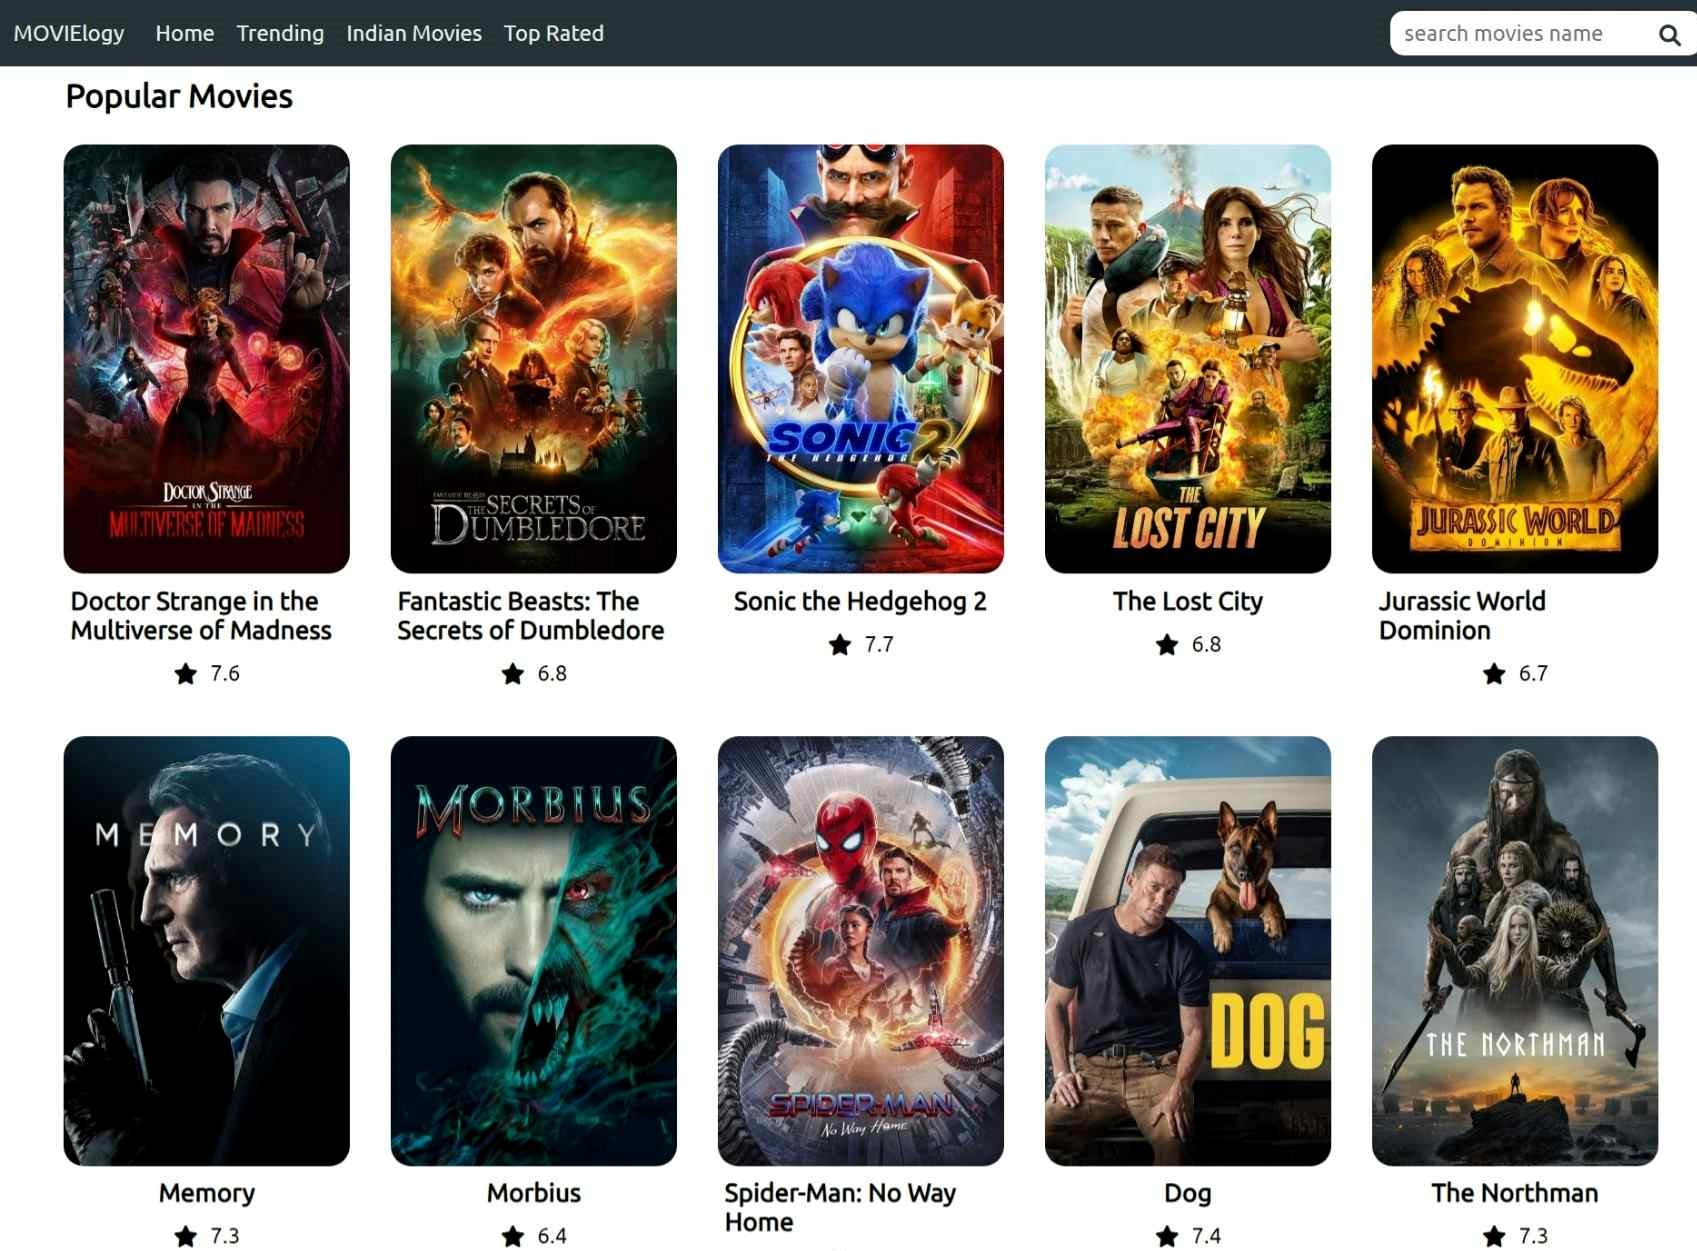 MOVIElogy Home Trending Indian Movies Top Rated search movies name
Popular Movies
DOCTOR STRANGE
IN THE
MULTIVERSE OF MADNESS
FANTASTIC BEASTS
THE SECRETS OF
DUMBLEDORE
SONIC 2
THE HEDGEHOG
THE
LOST CITY
JURASSIC WORLD
DOMINION
Doctor Strange in the
Multiverse of Madness
7.6
Fantastic Beasts: The
Secrets of Dumbledore
6.8
Sonic the Hedgehog 2
7.7
The Lost City
6.8
Jurassic World
Dominion
6.7
MEMORY
MORBIUS
SPIDER-MAN
No Way Home
DOG
THE NORTHMAN
Memory
7.3
Morbius
6.4
Spider-Man: No Way
Home
Dog
7.4
The Northman
7.3